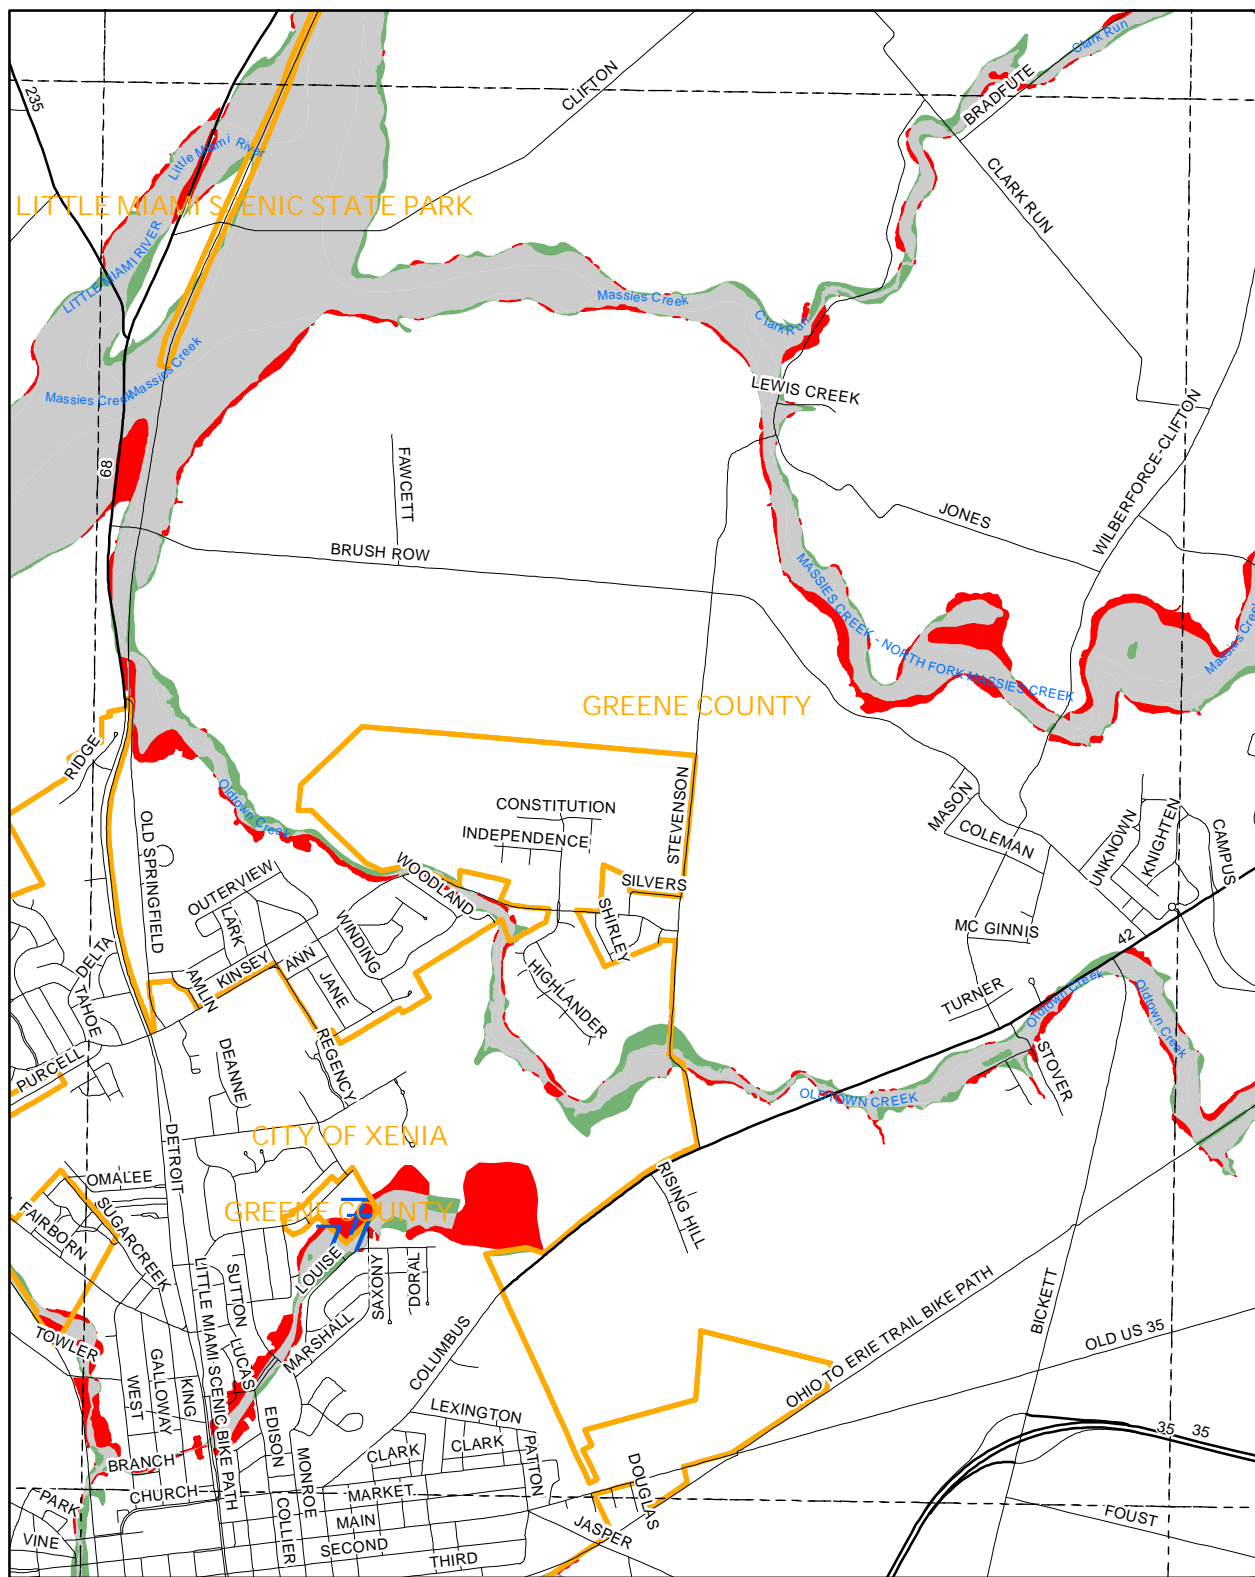 Clark Run
CLIFTON
BRADFUTE
235
Little Miami River
CLARK RUN
LITTLE MIAMI SCENIC STATE PARK
LITTLE MIAMI RIVER
Massies Creek
Clark Run
Massies Creek
Massies Creek
LEWIS CREEK
WILBERFORCE-CLIFTON
68
FAWCETT
JONES
BRUSH ROW
MASSIES CREEK - NORTH FORK MASSIES CREEK
Massies Creek
GREENE COUNTY
RIDGE
STEVENSON
Oldtown Creek
CONSTITUTION
INDEPENDENCE
MASON
COLEMAN
UNKNOWN
KNIGHTEN
CAMPUS
OLD SPRINGFIELD
OUTERVIEW
WOODLAND
SILVERS
SHIRLEY
LARK
WINDING
MC GINNIS
42
DELTA
KINSEY
ANN
JANE
AMLIN
HIGHLANDER
TURNER
Oldtown Creek
Oldtown Creek
TAHOE
PURCELL
DEANNE
REGENCY
STOVER
OLDTOWN CREEK
CITY OF XENIA
DETROIT
OMALEE
SUGARCREEK
FAIRBORN
GREENE COUNTY
RISING HILL
LOUISE
SAXONY
DORAL
SUTTON
LITTLE MIAMI SCENIC BIKE PATH
TOWLER
MARSHALL
COLUMBUS
OHIO TO ERIE TRAIL BIKE PATH
BICKETT
OLD US 35
LUCAS
WEST
GALLOWAY
KING
EDISON
MONROE
LEXINGTON
CLARK
CLARK
PATTON
35
35
BRANCH
CHURCH
MARKET
DOUGLAS
PARK
VINE
COLLIER
MAIN
SECOND
THIRD
JASPER
FOUST